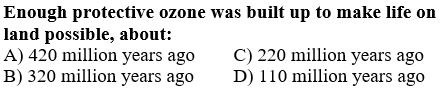 Enough protective ozone was built up to make life on
land possible, about:
A) 420 million years ago C) 220 million years ago
B) 320 million years ago D) 110 million years ago